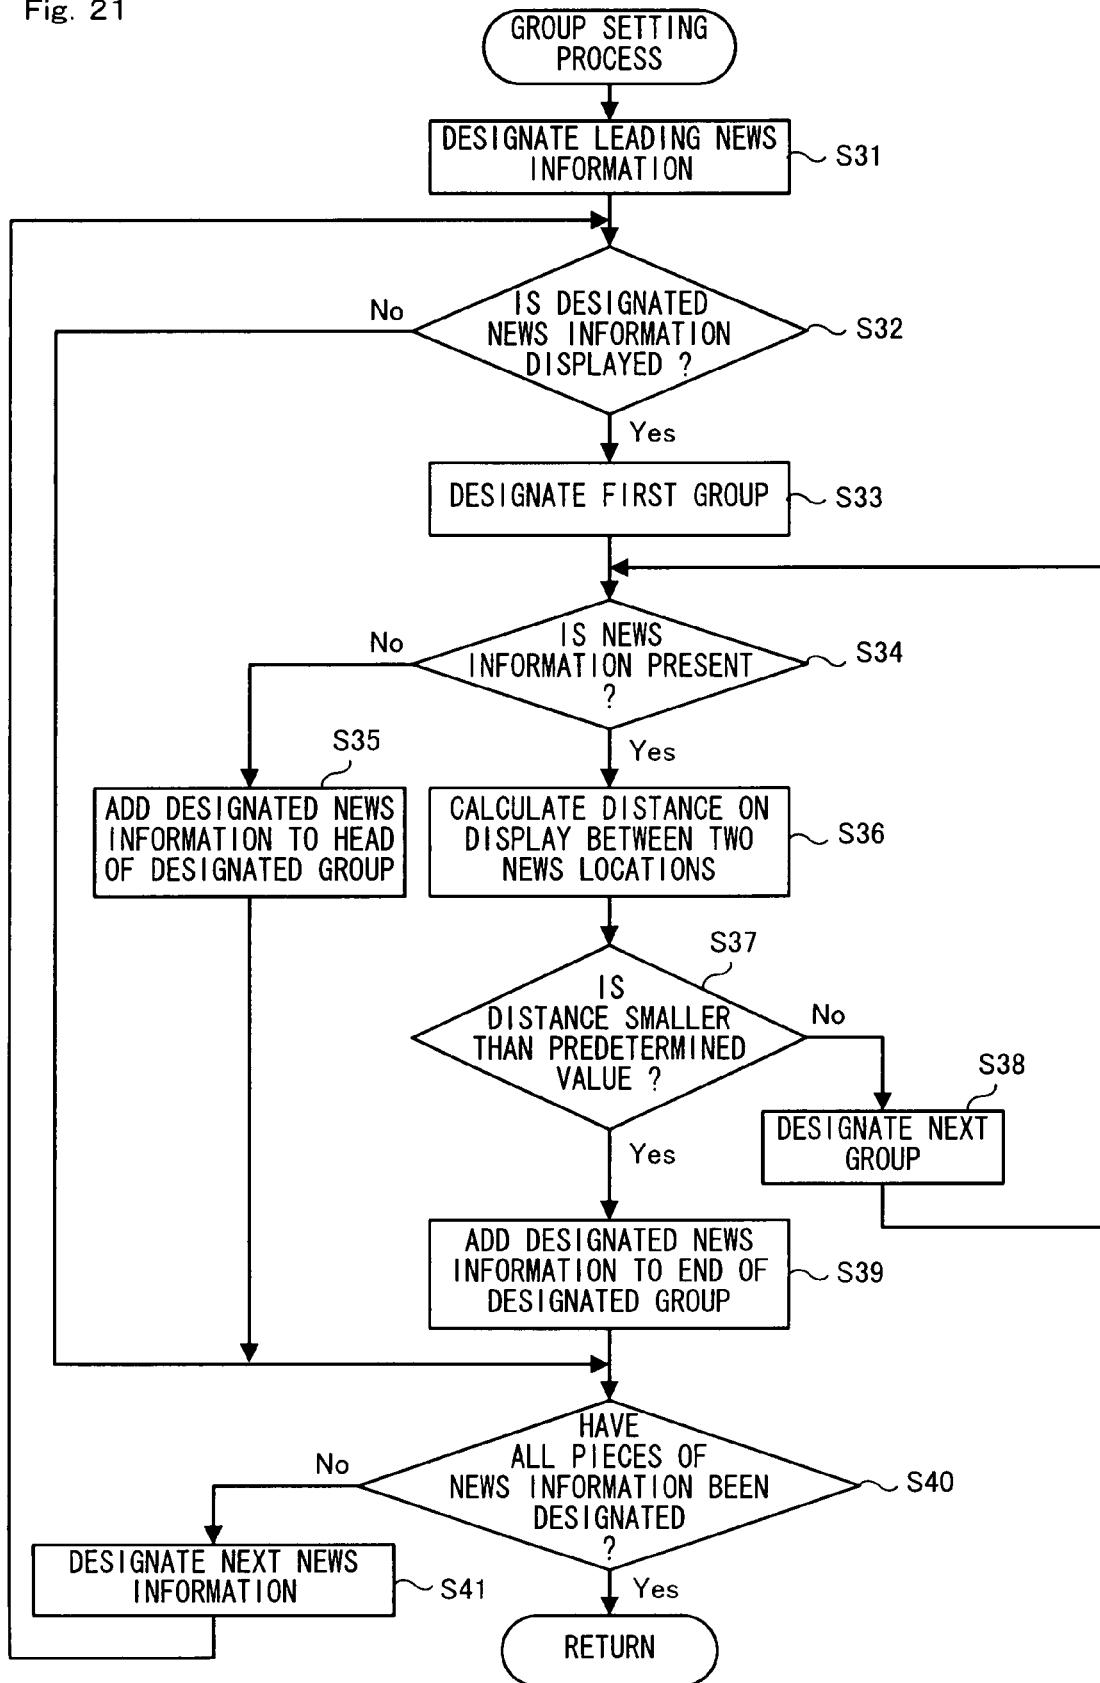 Fig. 21
GROUP SETTING
PROCESS
DESIGNATE LEADING NEWS
INFORMATION
S31
No
IS DESIGNATED
NEWS INFORMATION
DISPLAYED ?
S32
Yes
DESIGNATE FIRST GROUP
S33
No
IS NEWS
INFORMATION PRESENT
?
S34
Yes
S35
ADD DESIGNATED NEWS
INFORMATION TO HEAD
OF DESIGNATED GROUP
CALCULATE DISTANCE ON
DISPLAY BETWEEN TWO
NEWS LOCATIONS
S36
S37
IS
DISTANCE SMALLER
THAN PREDETERMINED
VALUE ?
No
S38
DESIGNATE NEXT
GROUP
Yes
ADD DESIGNATED NEWS
INFORMATION TO END OF
DESIGNATED GROUP
S39
HAVE
ALL PIECES OF
NEWS INFORMATION BEEN
DESIGNATED
?
No
S40
DESIGNATE NEXT NEWS
INFORMATION
S41
Yes
RETURN